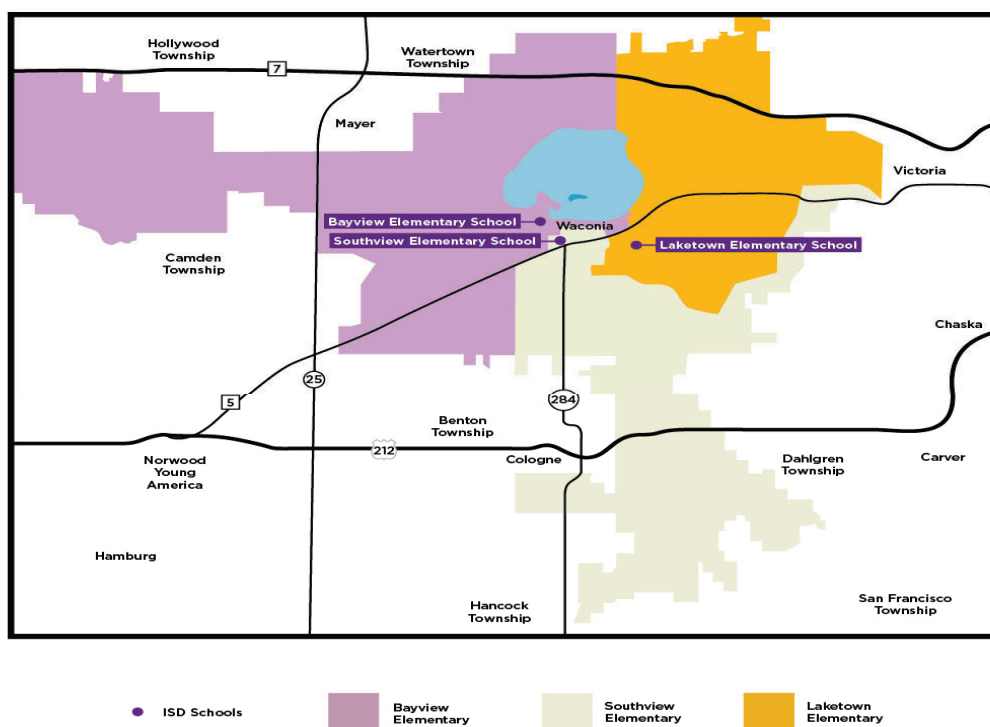 Hollywood
Township
Watertown
Township
7
Mayer
Victoria
Bayview Elementary School
Waconia
Southview Elementary School
Laketown Elementary School
Camden
Township
Chaska
25
5
284
Benton
Township
212
Norwood
Young
America
Cologne
Dahlgren
Township
Carver
Hamburg
Hancock
Township
San Francisco
Township
ISD Schools
Bayview
Elementary
Southview
Elementary
Laketown
Elementary